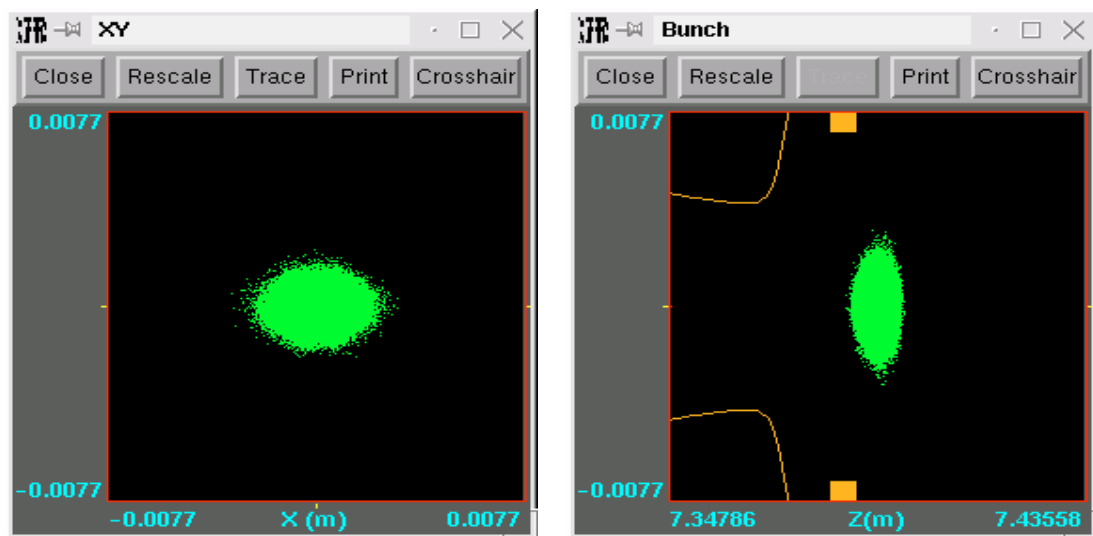 XY
Close Rescale Trace Print Crosshair
0.0077
-0.0077
-0.0077 X (m) 0.0077
Bunch
Close Rescale Trace Print Crosshair
0.0077
-0.0077
7.34786 Z(m) 7.43558